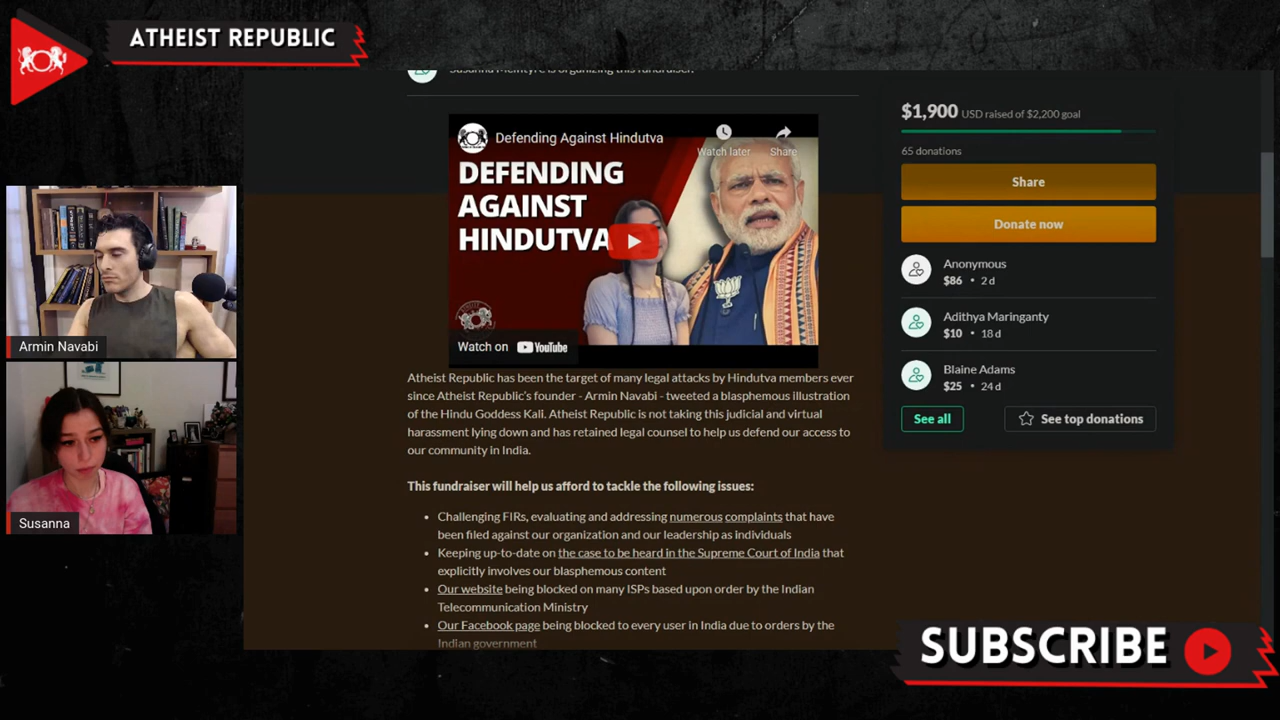 ATHEIST REPUBLIC
Susanna McIntyre is organizing this fundraiser.
Defending Against Hindutva
Watch later
Share
DEFENDING
AGAINST
HINDUTVA
Watch on YouTube
Atheist Republic has been the target of many legal attacks by Hindutva members ever
since Atheist Republic's founder - Armin Navabi - tweeted a blasphemous illustration
of the Hindu Goddess Kali. Atheist Republic is not taking this judicial and virtual
harassment lying down and has retained legal counsel to help us defend our access to
our community in India.
This fundraiser will help us afford to tackle the following issues:
• Challenging FIRs, evaluating and addressing numerous complaints that have
been filed against our organization and our leadership as individuals
• Keeping up-to-date on the case to be heard in the Supreme Court of India that
explicitly involves our blasphemous content
• Our website being blocked on many ISPs based upon order by the Indian
Telecommunication Ministry
• Our Facebook page being blocked to every user in India due to orders by the
Indian government
$1,900 USD raised of $2,200 goal
65 donations
Share
Donate now
Anonymous
$86 • 2 d
Adithya Maringanty
$10 • 18 d
Blaine Adams
$25 • 24 d
See all
See top donations
Armin Navabi
Susanna
SUBSCRIBE